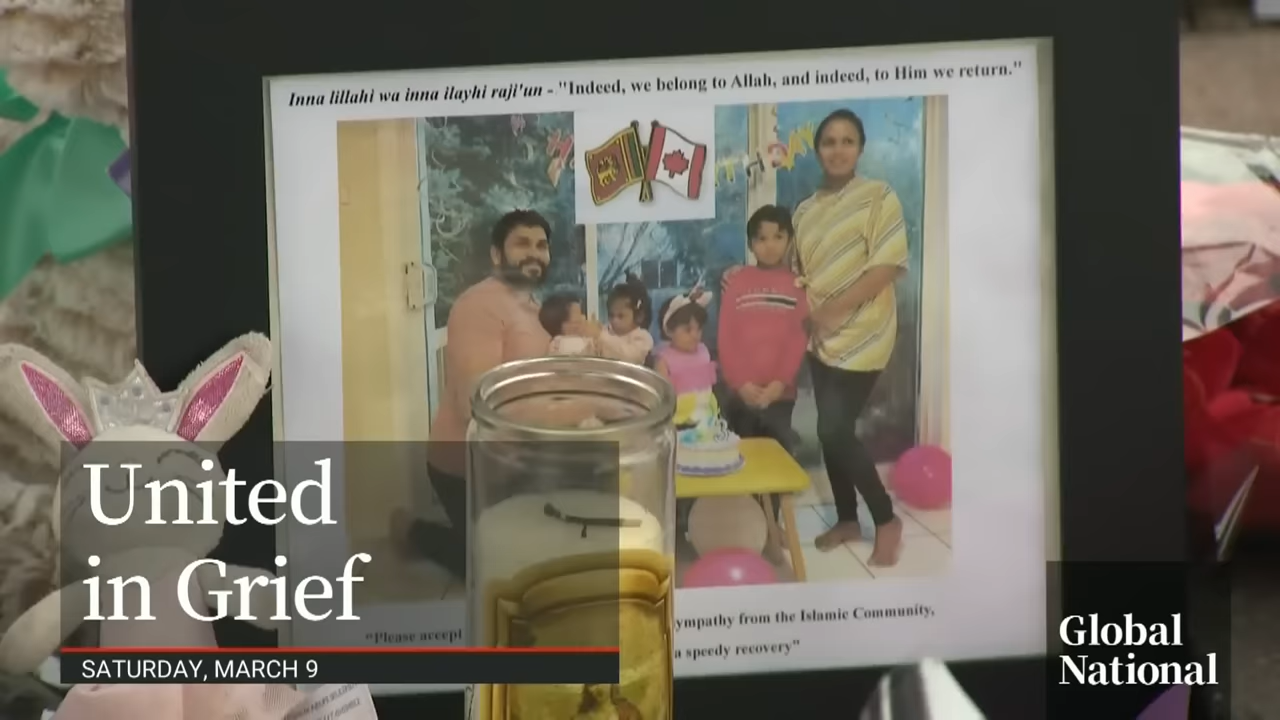 Inna lillahi wa inna ilayhi raji'un - "Indeed, we belong to Allah, and indeed, to Him we return."
"Please accept
ympathy from the Islamic Community,
a speedy recovery"
United
in Grief
SATURDAY, MARCH 9
Global
National